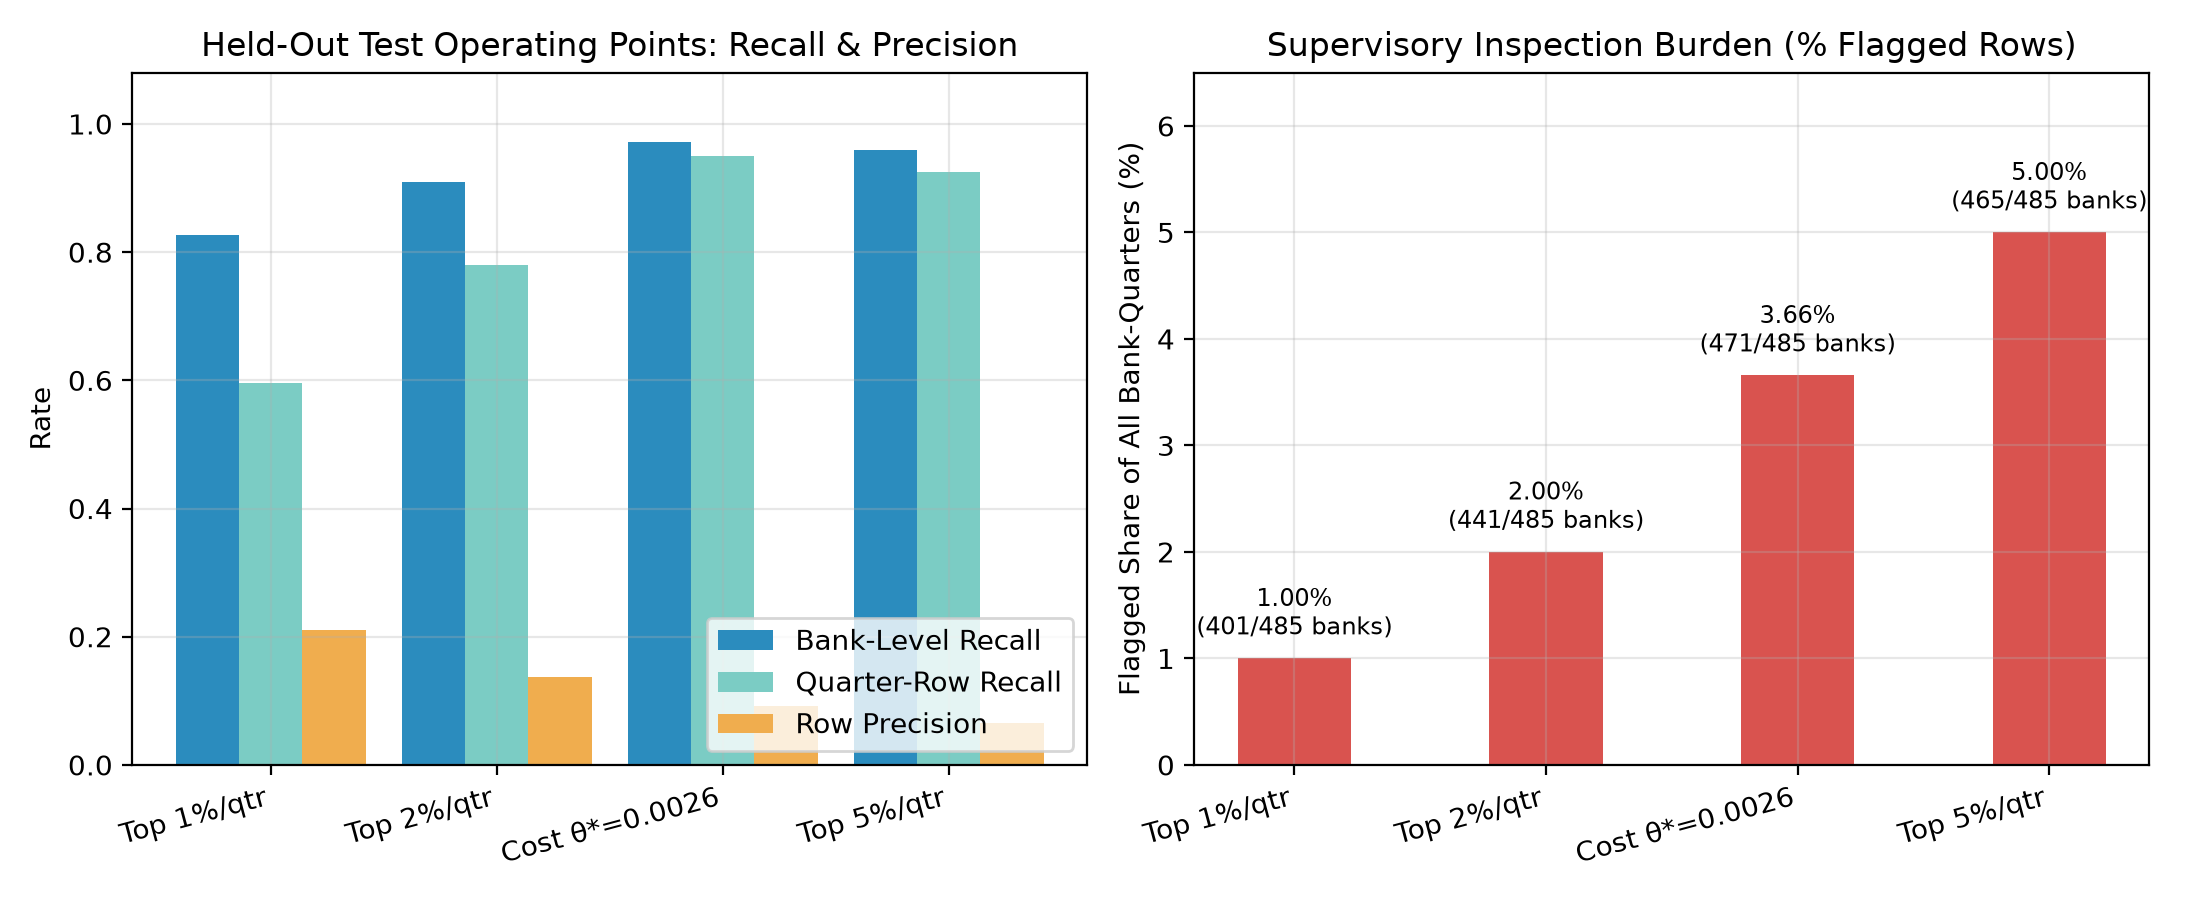 Held-Out Test Operating Points: Recall & Precision
Rate
1.0
0.8
0.6
0.4
0.2
0.0
Bank-Level Recall
Quarter-Row Recall
Row Precision
Top 1%/qtr
Top 2%/qtr
Cost θ*=0.0026
Top 5%/qtr
Supervisory Inspection Burden (% Flagged Rows)
Flagged Share of All Bank-Quarters (%)
6
5
4
3
2
1
0
1.00%
(401/485 banks)
2.00%
(441/485 banks)
3.66%
(471/485 banks)
5.00%
(465/485 banks)
Top 1%/qtr
Top 2%/qtr
Cost θ*=0.0026
Top 5%/qtr